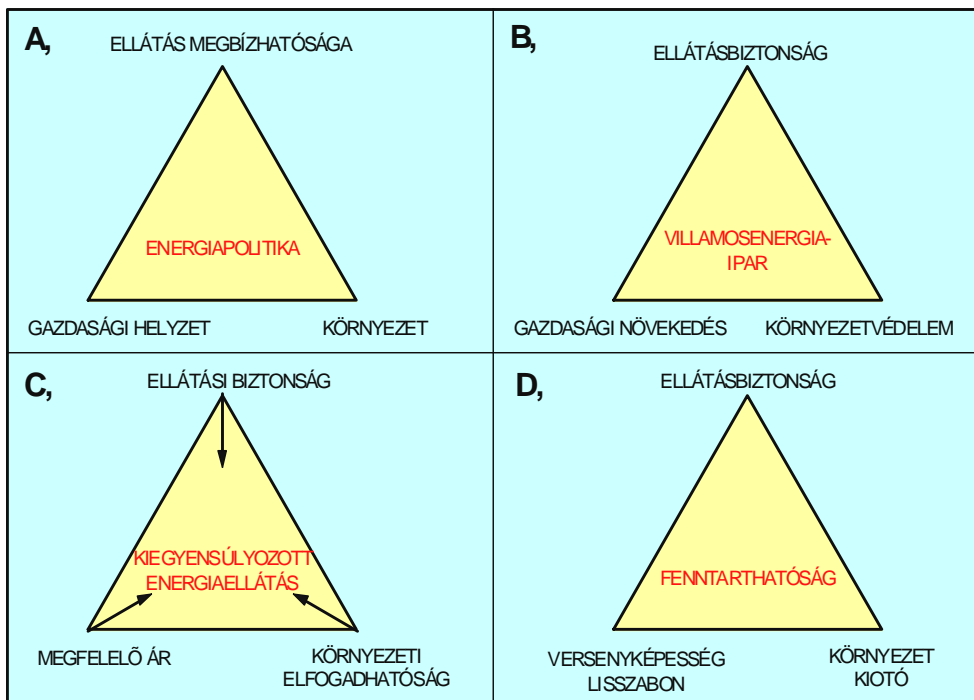 A,
ELLÁTÁS MEGBÍZHATÓSÁGA
ENERGIAPOLITIKA
GAZDASÁGI HELYZET
KÖRNYEZET
B,
ELLÁTÁSBIZTONSÁG
VILLAMOSENERGIA-
IPAR
GAZDASÁGI NÖVEKEDÉS
KÖRNYEZETVÉDELEM
C,
ELLÁTÁSI BIZTONSÁG
KIEGYENSÚLYOZOTT
ENERGIAELLÁTÁS
MEGFELELÕ ÁR
KÖRNYEZETI
ELFOGADHATÓSÁG
D,
ELLÁTÁSBIZTONSÁG
FENNTARTHATÓSÁG
VERSENYKÉPESSÉG
LISSZABON
KÖRNYEZET
KIOTÓ